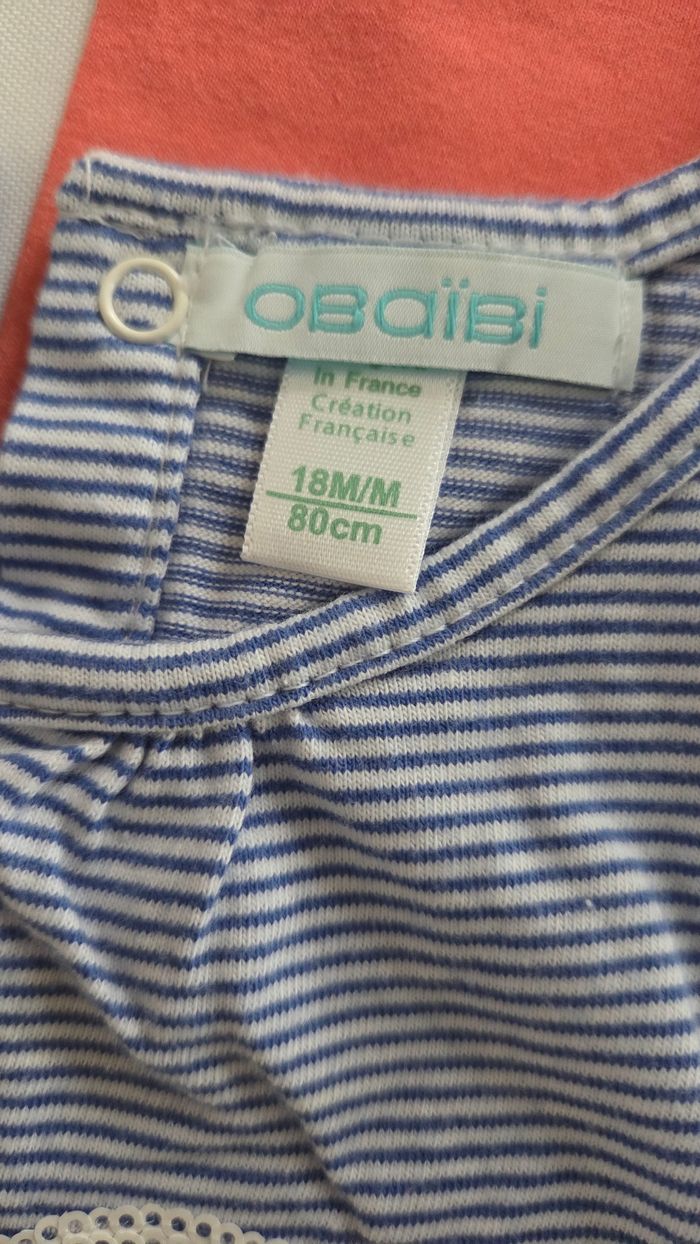 OBaïBi
in France
Création
Française
18M/M
80cm